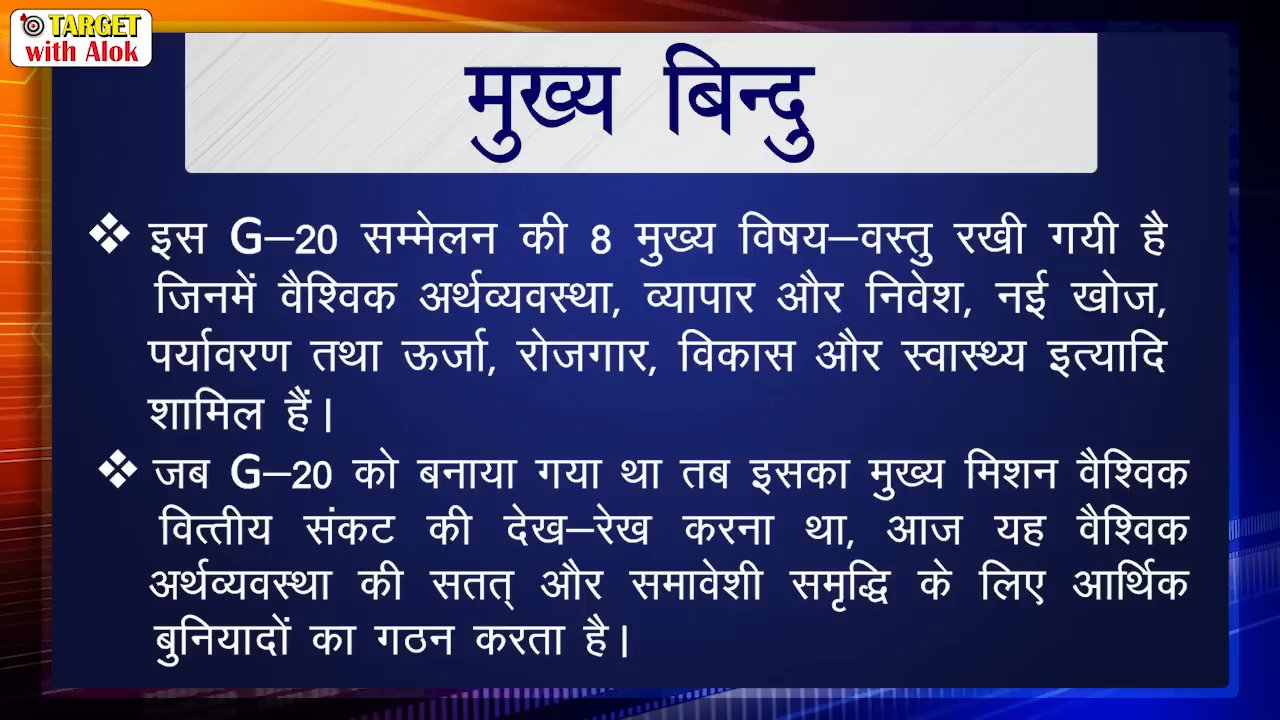 TARGET
with Alok
मुख्य बिन्दु
❖ इस G–20 सम्मेलन की 8 मुख्य विषय–वस्तु रखी गयी है
जिनमें वैश्विक अर्थव्यवस्था, व्यापार और निवेश, नई खोज,
पर्यावरण तथा ऊर्जा, रोजगार, विकास और स्वास्थ्य इत्यादि
शामिल हैं।
❖ जब G–20 को बनाया गया था तब इसका मुख्य मिशन वैश्विक
वित्तीय संकट की देख–रेख करना था, आज यह वैश्विक
अर्थव्यवस्था की सतत् और समावेशी समृद्धि के लिए आर्थिक
बुनियादों का गठन करता है।